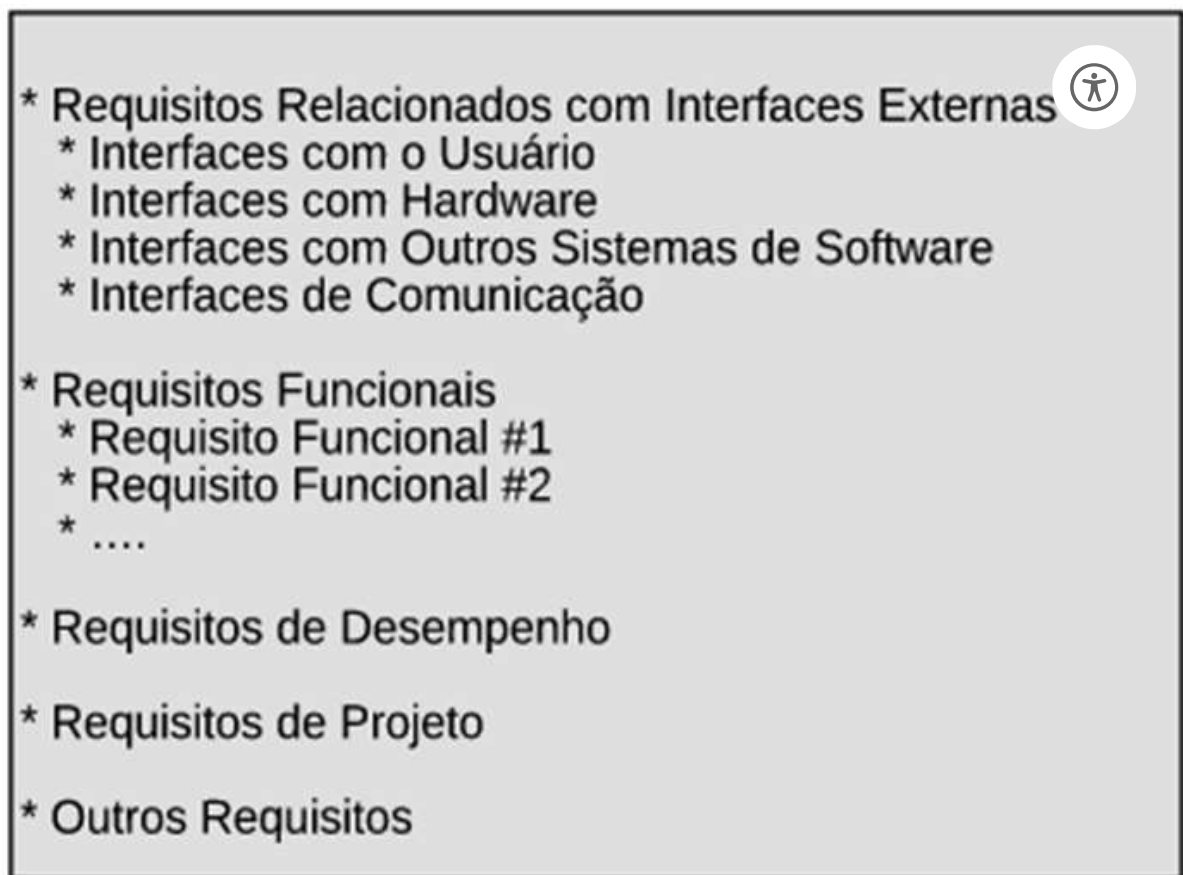 * Requisitos Relacionados com Interfaces Externas
* Interfaces com o Usuário
* Interfaces com Hardware
* Interfaces com Outros Sistemas de Software
* Interfaces de Comunicação
* Requisitos Funcionais
* Requisito Funcional #1
* Requisito Funcional #2
* ....
* Requisitos de Desempenho
* Requisitos de Projeto
* Outros Requisitos